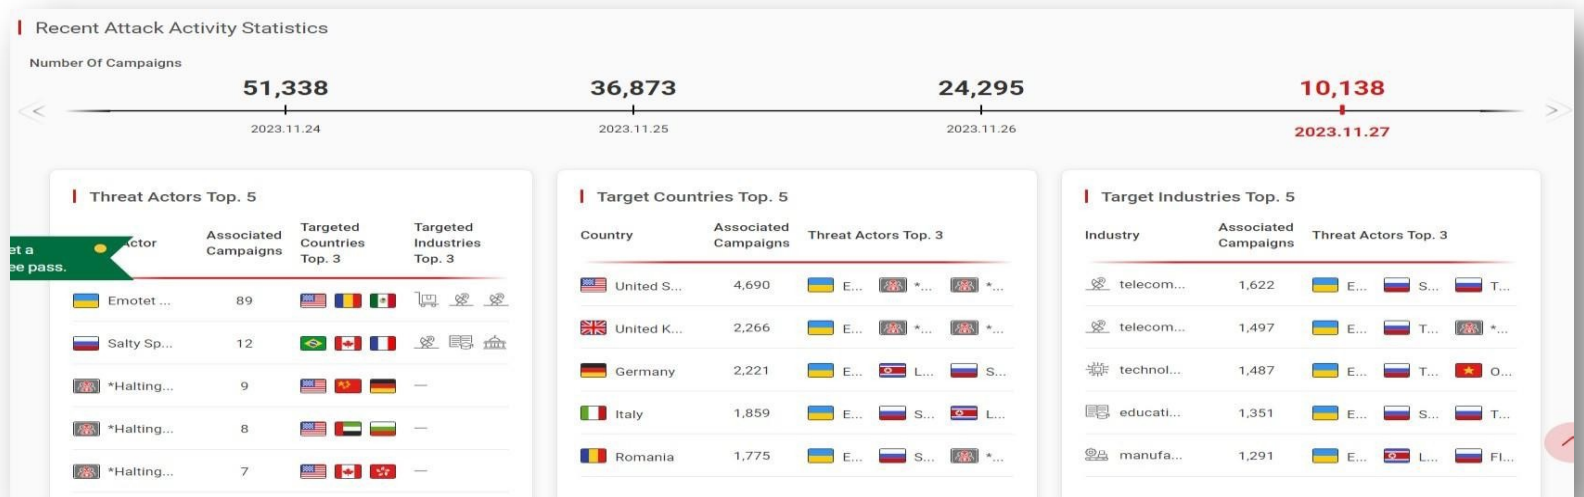 Recent Attack Activity Statistics
Number Of Campaigns
51,338 36,873 24,295 10,138
2023.11.24 2023.11.25 2023.11.26 2023.11.27
Threat Actors Top. 5
Actor Associated Campaigns Targeted Countries Top. 3 Targeted Industries Top. 3
et a
ee pass.
Emotet ... 89
Salty Sp... 12
*Halting... 9 —
*Halting... 8 —
*Halting... 7 —
Target Countries Top. 5
Country Associated Campaigns Threat Actors Top. 3
United S... 4,690 E... *... *...
United K... 2,266 E... *... *...
Germany 2,221 E... L... S...
Italy 1,859 E... S... L...
Romania 1,775 E... S... *...
Target Industries Top. 5
Industry Associated Campaigns Threat Actors Top. 3
telecom... 1,622 E... S... T...
telecom... 1,497 E... T... *...
technol... 1,487 E... T... O...
educati... 1,351 E... S... T...
manufa... 1,291 E... L... FI...